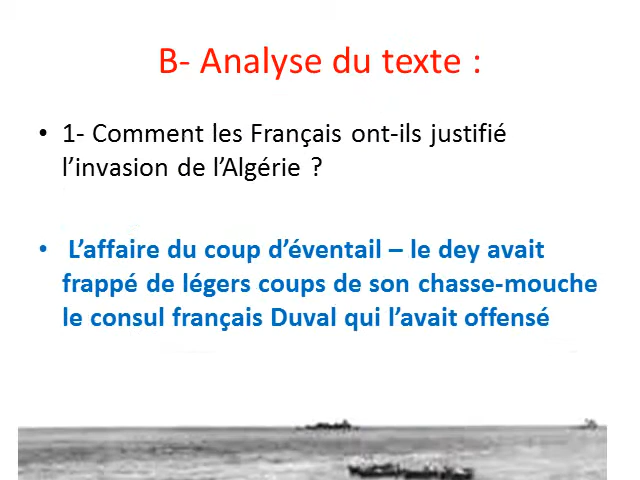 B- Analyse du texte :
• 1- Comment les Français ont-ils justifié
l’invasion de l’Algérie ?
• L’affaire du coup d’éventail – le dey avait
frappé de légers coups de son chasse-mouche
le consul français Duval qui l’avait offensé